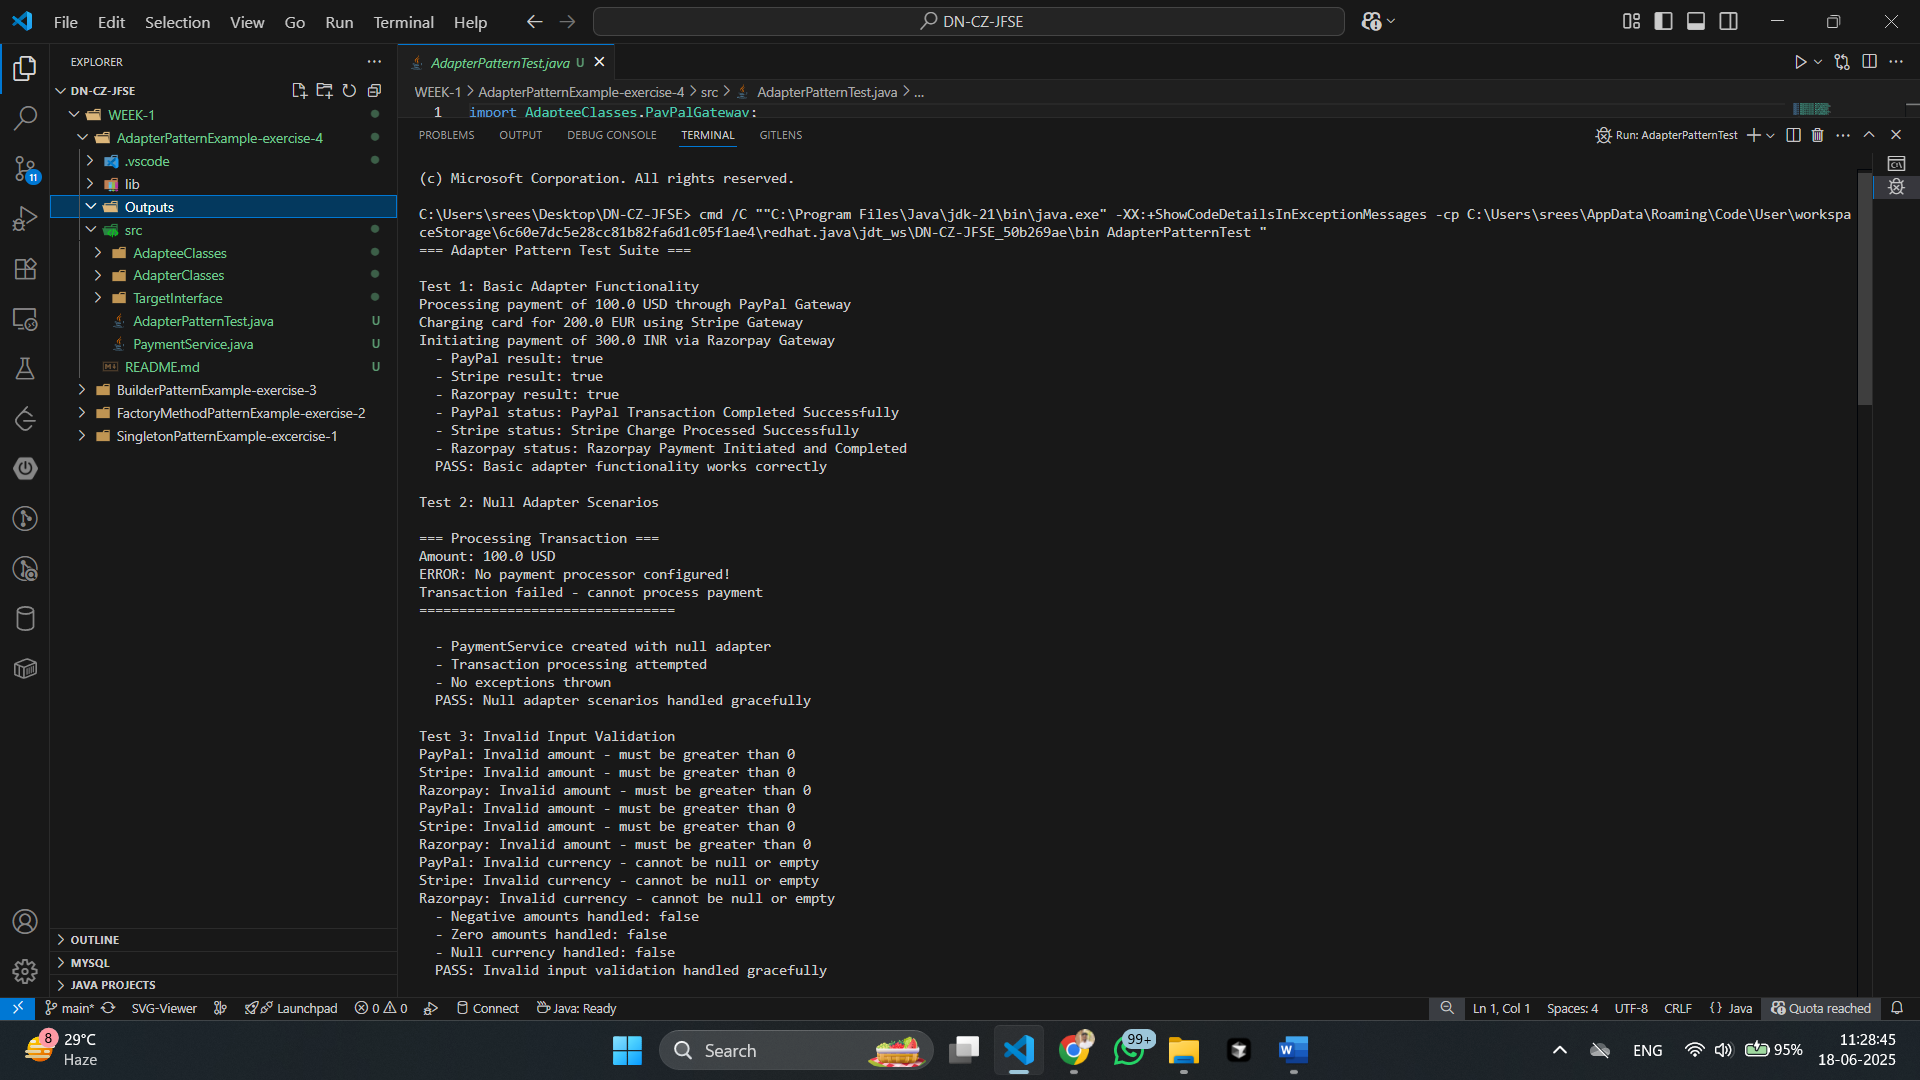 File Edit Selection View Go Run Terminal Help
DN-CZ-JFSE
EXPLORER
DN-CZ-JFSE
WEEK-1
AdapterPatternExample-exercise-4
.vscode
lib
Outputs
src
AdapteeClasses
AdapterClasses
TargetInterface
AdapterPatternTest.java U
PaymentService.java U
README.md U
BuilderPatternExample-exercise-3
FactoryMethodPatternExample-exercise-2
SingletonPatternExample-excercise-1
OUTLINE
MYSQL
JAVA PROJECTS
11
AdapterPatternTest.java U
WEEK-1 > AdapterPatternExample-exercise-4 > src > AdapterPatternTest.java > ...
1 import AdapteeClasses.PayPalGateway;
PROBLEMS OUTPUT DEBUG CONSOLE TERMINAL GITLENS
Run: AdapterPatternTest
(c) Microsoft Corporation. All rights reserved.
C:\Users\srees\Desktop\DN-CZ-JFSE> cmd /C ""C:\Program Files\Java\jdk-21\bin\java.exe" -XX:+ShowCodeDetailsInExceptionMessages -cp C:\Users\srees\AppData\Roaming\Code\User\workspa
ceStorage\6c60e7dc5e28cc81b82fa6d1c05f1ae4\redhat.java\jdt_ws\DN-CZ-JFSE_50b269ae\bin AdapterPatternTest "
=== Adapter Pattern Test Suite ===
Test 1: Basic Adapter Functionality
Processing payment of 100.0 USD through PayPal Gateway
Charging card for 200.0 EUR using Stripe Gateway
Initiating payment of 300.0 INR via Razorpay Gateway
- PayPal result: true
- Stripe result: true
- Razorpay result: true
- PayPal status: PayPal Transaction Completed Successfully
- Stripe status: Stripe Charge Processed Successfully
- Razorpay status: Razorpay Payment Initiated and Completed
PASS: Basic adapter functionality works correctly
Test 2: Null Adapter Scenarios
=== Processing Transaction ===
Amount: 100.0 USD
ERROR: No payment processor configured!
Transaction failed - cannot process payment
================================
- PaymentService created with null adapter
- Transaction processing attempted
- No exceptions thrown
PASS: Null adapter scenarios handled gracefully
Test 3: Invalid Input Validation
PayPal: Invalid amount - must be greater than 0
Stripe: Invalid amount - must be greater than 0
Razorpay: Invalid amount - must be greater than 0
PayPal: Invalid amount - must be greater than 0
Stripe: Invalid amount - must be greater than 0
Razorpay: Invalid amount - must be greater than 0
PayPal: Invalid currency - cannot be null or empty
Stripe: Invalid currency - cannot be null or empty
Razorpay: Invalid currency - cannot be null or empty
- Negative amounts handled: false
- Zero amounts handled: false
- Null currency handled: false
PASS: Invalid input validation handled gracefully
main* SVG-Viewer Launchpad 0 0 Connect Java: Ready Ln 1, Col 1 Spaces: 4 UTF-8 CRLF {} Java Quota reached
8 29°C
Haze
Search
99+
ENG 95%
11:28:45
18-06-2025